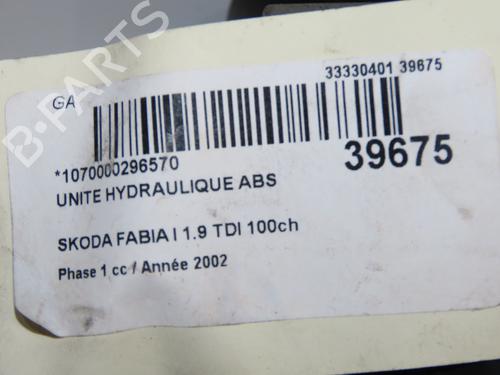 B-PARTS
GA
33330401 39675
*1070000296570
39675
UNITE HYDRAULIQUE ABS
SKODA FABIA I 1.9 TDI 100ch
Phase 1 cc / Année 2002